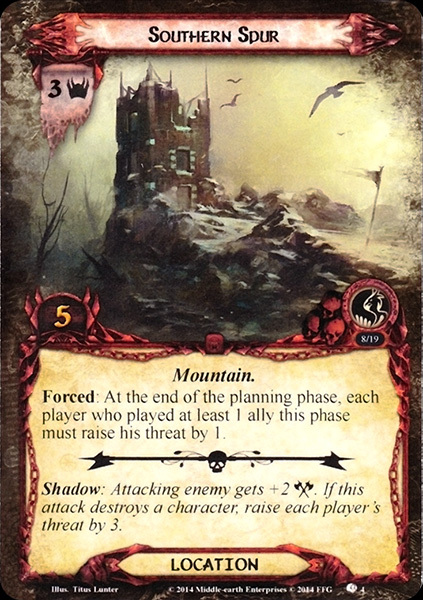 Southern Spur
3
5
8/19
Mountain.
Forced: At the end of the planning phase, each
player who played at least 1 ally this phase
must raise his threat by 1.
Shadow: Attacking enemy gets +2 . If this
attack destroys a character, raise each player's
threat by 3.
LOCATION
Illus. Titus Lunter
© 2014 Middle-earth Enterprises © 2014 FFG
4